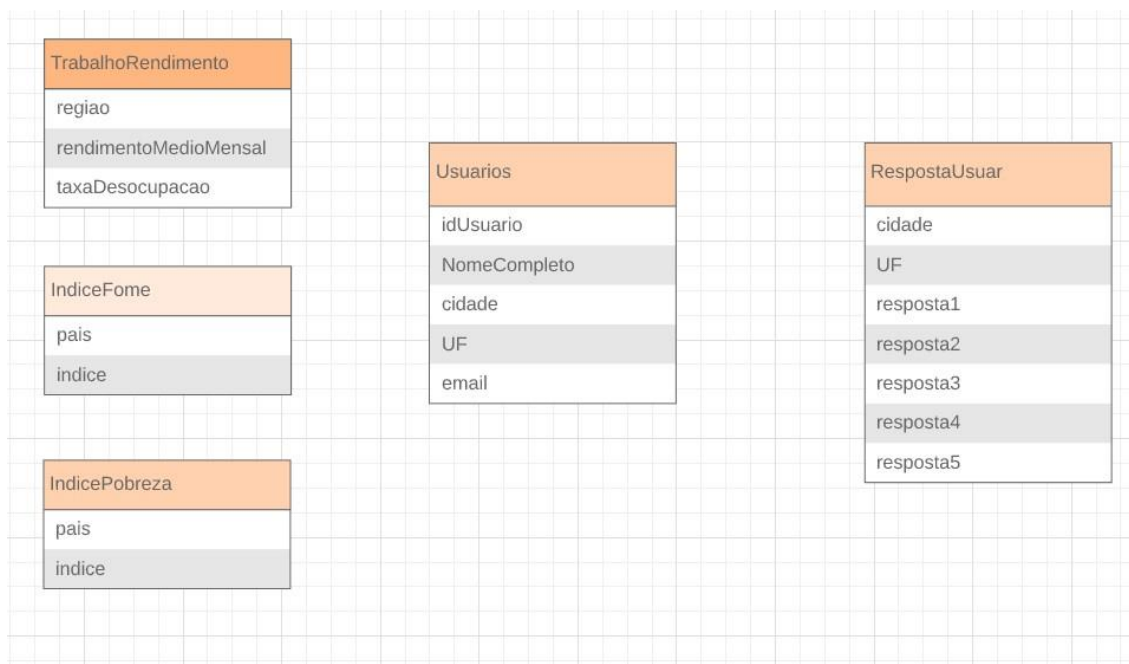 TrabalhoRendimento
regiao
rendimentoMedioMensal
taxaDesocupacao
IndiceFome
pais
indice
IndicePobreza
pais
indice
Usuarios
idUsuario
NomeCompleto
cidade
UF
email
RespostaUsuar
cidade
UF
resposta1
resposta2
resposta3
resposta4
resposta5